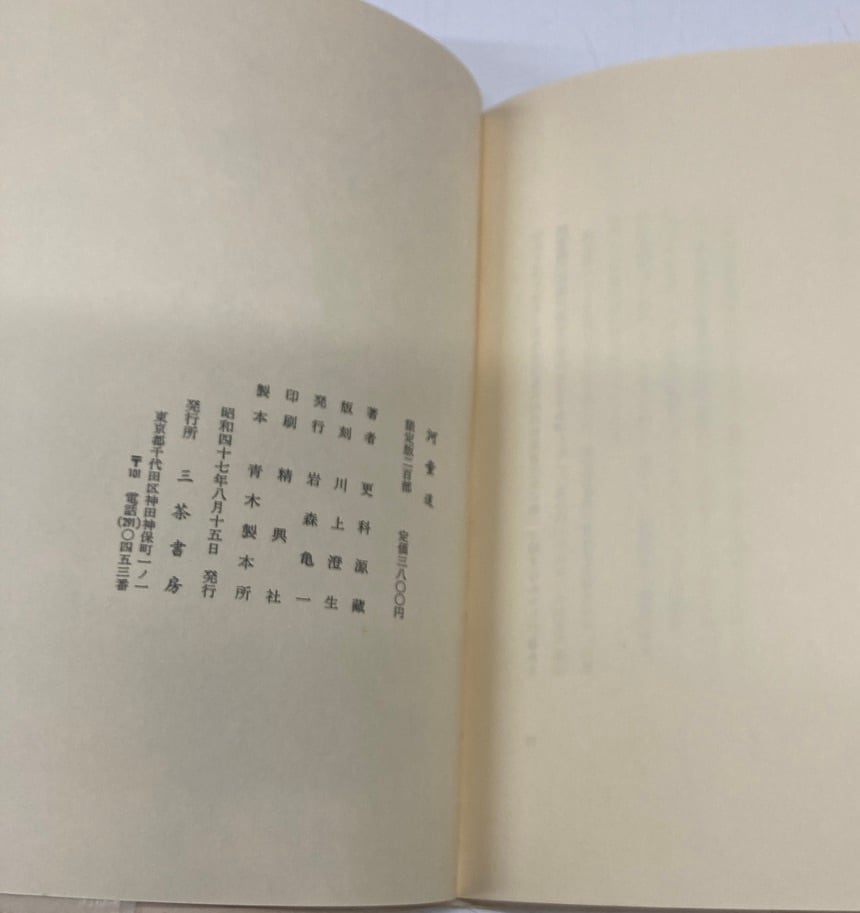 河童暦
限定版二百部　定価三八〇〇円
著者　更科源蔵
版刻　川上澄生
発行　岩森亀一
印刷　精興社
製本　青木製本所
昭和四十七年八月十五日　発行
発行所　三茶書房
東京都千代田区神田神保町一ノ一
〒101　電話(291)〇四五三番